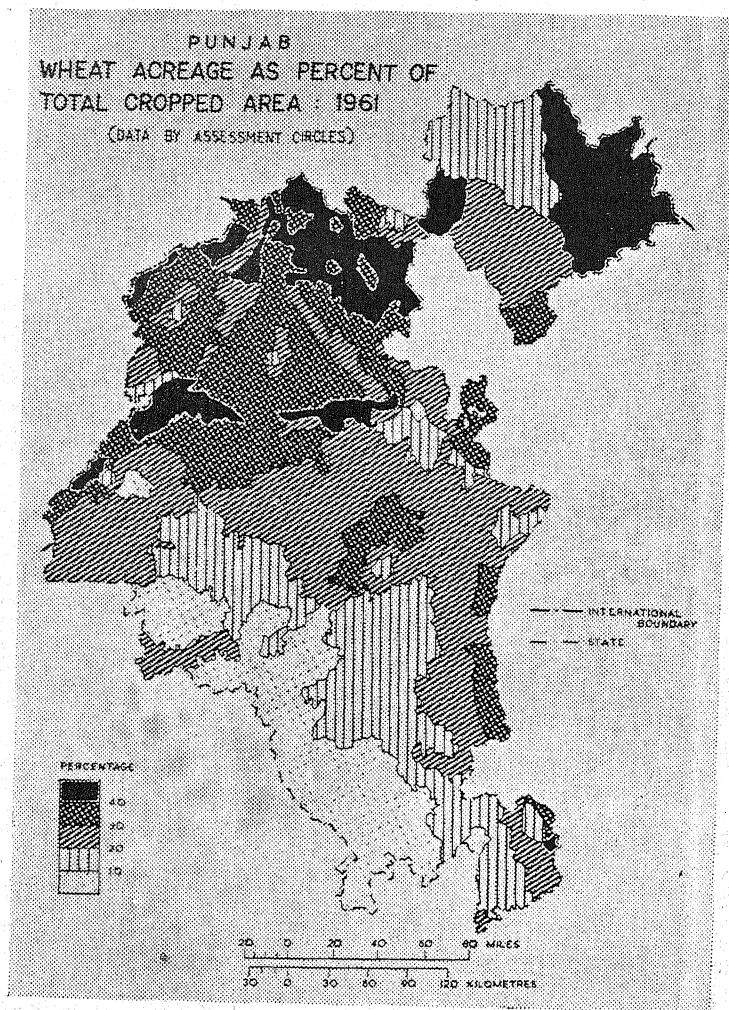 PUNJAB
WHEAT ACREAGE AS PERCENT OF
TOTAL CROPPED AREA : 1961
(DATA BY ASSESSMENT CIRCLES)
INTERNATIONAL
BOUNDARY
STATE
PERCENTAGE
40
30
20
10
20 0 20 40 60 80 MILES
30 0 30 60 90 120 KILOMETRES